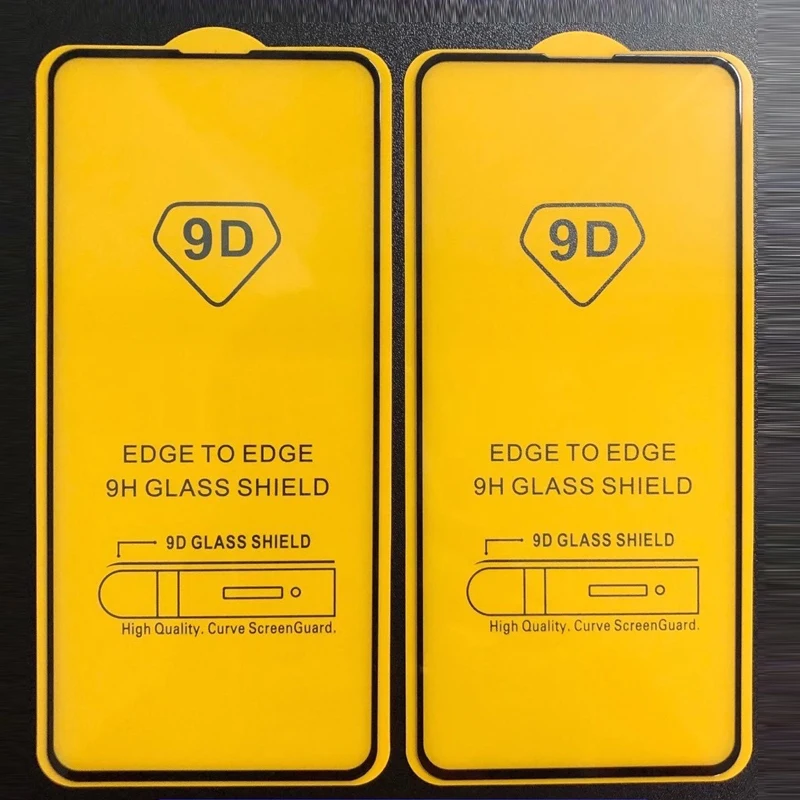 9D
EDGE TO EDGE
9H GLASS SHIELD
9D GLASS SHIELD
High Quality. Curve ScreenGuard.
9D
EDGE TO EDGE
9H GLASS SHIELD
9D GLASS SHIELD
High Quality. Curve ScreenGuard.